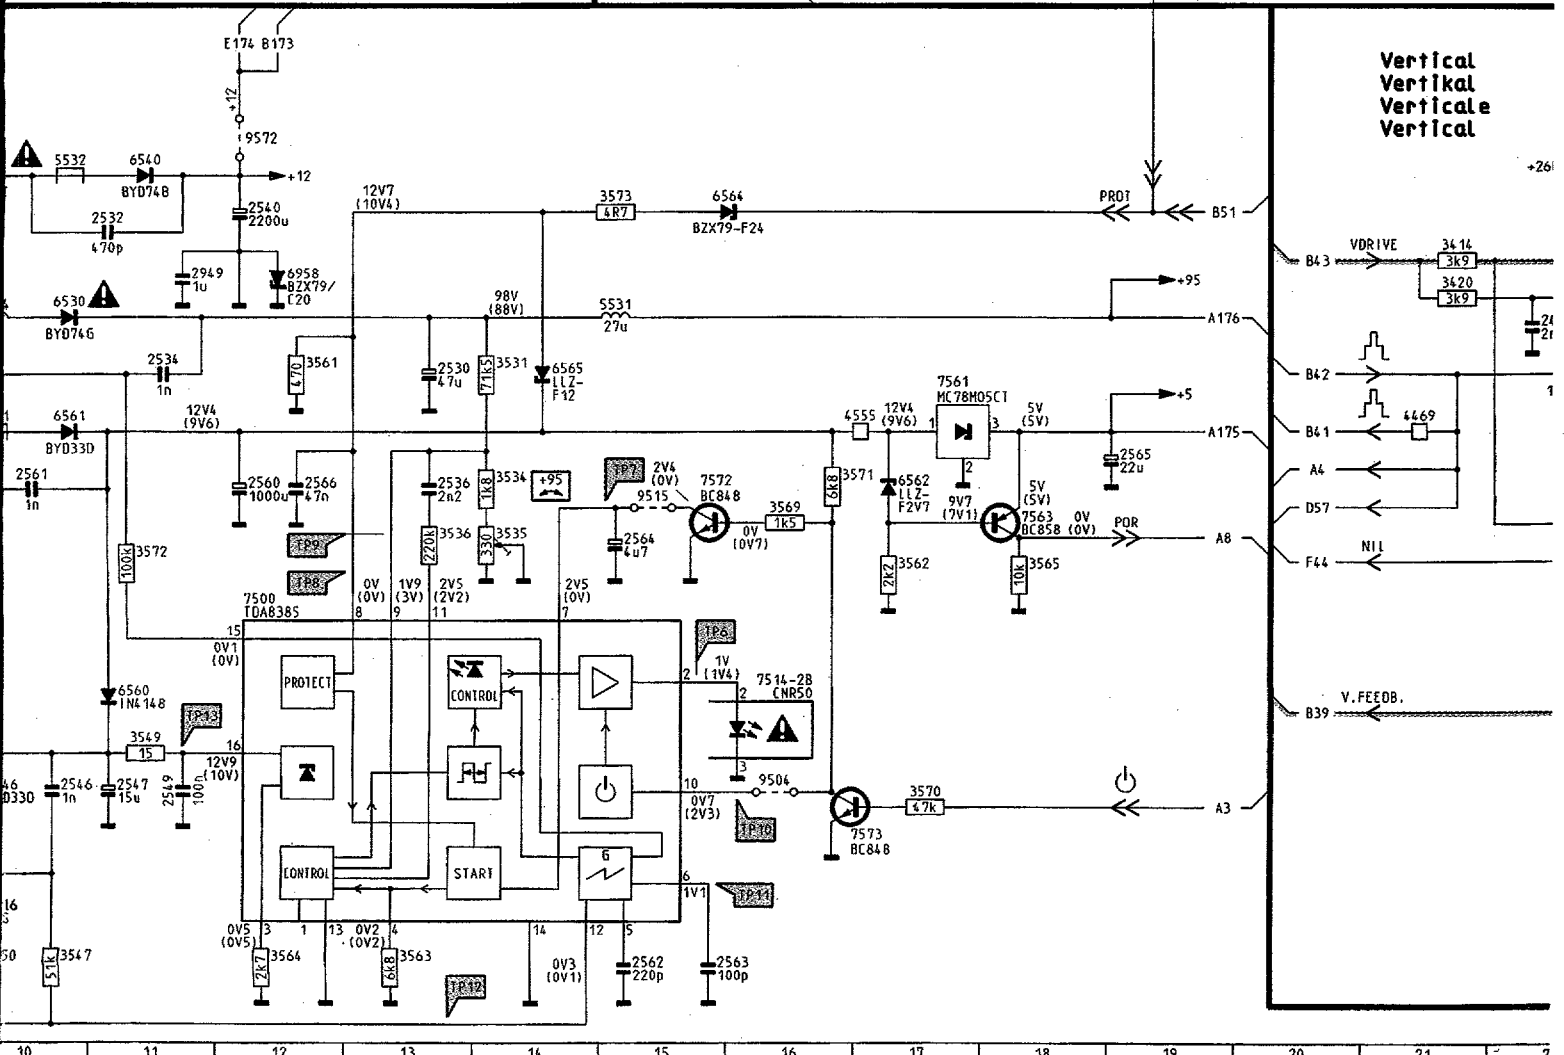 E174 B173
+12
9572
5532
6540
BYD74B
+12
2532
470p
2540
2200u
2949
1u
6958
BZX79/
C20
6530
BYD74G
2534
1n
12V7
(10V4)
3573
4R7
6564
BZX79-F24
PROT
B51
98V
(88V)
5531
27u
+95
A176
3561
470
2530
47u
3531
71k5
6565
LLZ-
F12
6561
BYD33D
12V4
(9V6)
4555
12V4
(9V6)
7561
MC78M05CT
1
3
2
5V
(5V)
+5
A175
2565
22u
2561
1n
2560
1000u
2566
47n
2536
2n2
3534
1k8
+95
TP7
2V4
(0V)
9515
7572
BC848
3569
1k5
0V
(0V7)
3571
6k8
6562
LLZ-
F2V7
9V7
(7V1)
5V
(5V)
7563
BC858
0V
(0V)
POR
A8
3572
100k
TP9
TP8
3536
220k
3535
330
2564
4u7
3562
2k2
3565
10k
7500
TDA8385
0V
(0V)
8
1V9
(3V)
9
2V5
(2V2)
11
2V5
(0V)
7
15
0V1
(0V)
PROTECT
CONTROL
TP6
1V
(1V4)
2
7514-2B
CNR50
2
3
6560
1N4148
TP13
3549
15
16
12V9
(10V)
46
D33D
2546
1n
2547
15u
2549
100n
10
0V7
(2V3)
9504
TP10
7573
BC848
3570
47k
A3
CONTROL
START
G
6
1V1
TP11
16
50
3547
51k
0V5
(0V5)
3
1
13
0V2
(0V2)
4
14
12
5
3564
2k7
3563
6k8
TP12
0V3
(0V1)
2562
220p
2563
100p
Vertical
Vertikal
Verticale
Vertical
+26
VDRIVE
B43
3414
3k9
3420
3k9
24
2n
B42
1
B41
4469
A4
D57
NIL
F44
V.FEEDB.
B39
10
11
12
13
14
15
16
17
18
19
20
21